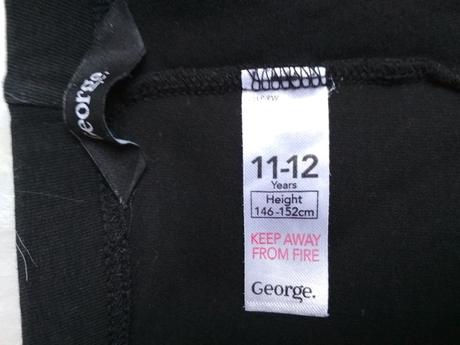 George.
11-12
Years
Height
146-152cm
KEEP AWAY
FROM FIRE
George.